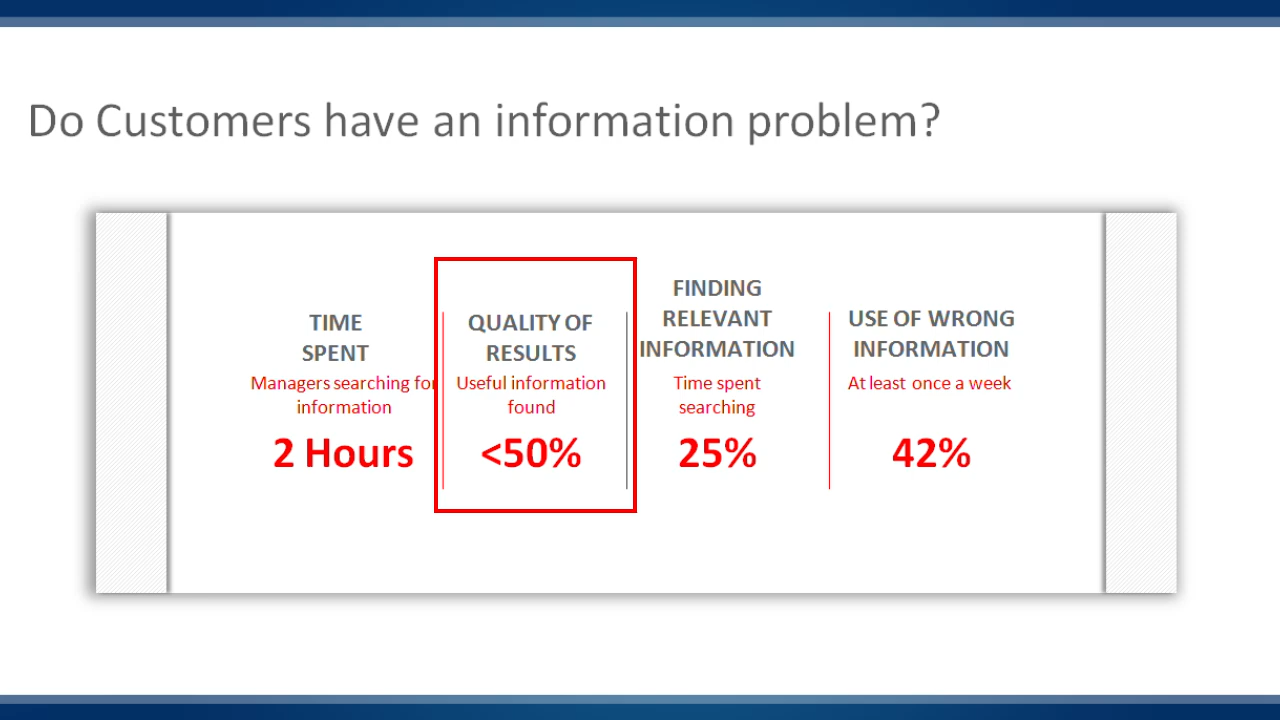 Do Customers have an information problem?
TIME
SPENT
Managers searching for
information
2 Hours
QUALITY OF
RESULTS
Useful information
found
<50%
FINDING
RELEVANT
INFORMATION
Time spent
searching
25%
USE OF WRONG
INFORMATION
At least once a week
42%